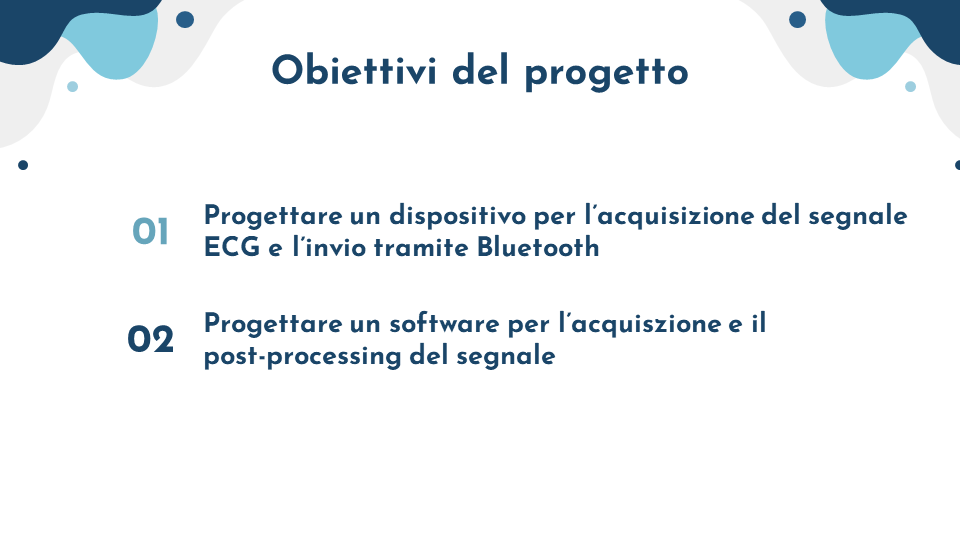 Obiettivi del progetto
01
Progettare un dispositivo per l’acquisizione del segnale
ECG e l’invio tramite Bluetooth
02
Progettare un software per l’acquiszione e il
post-processing del segnale